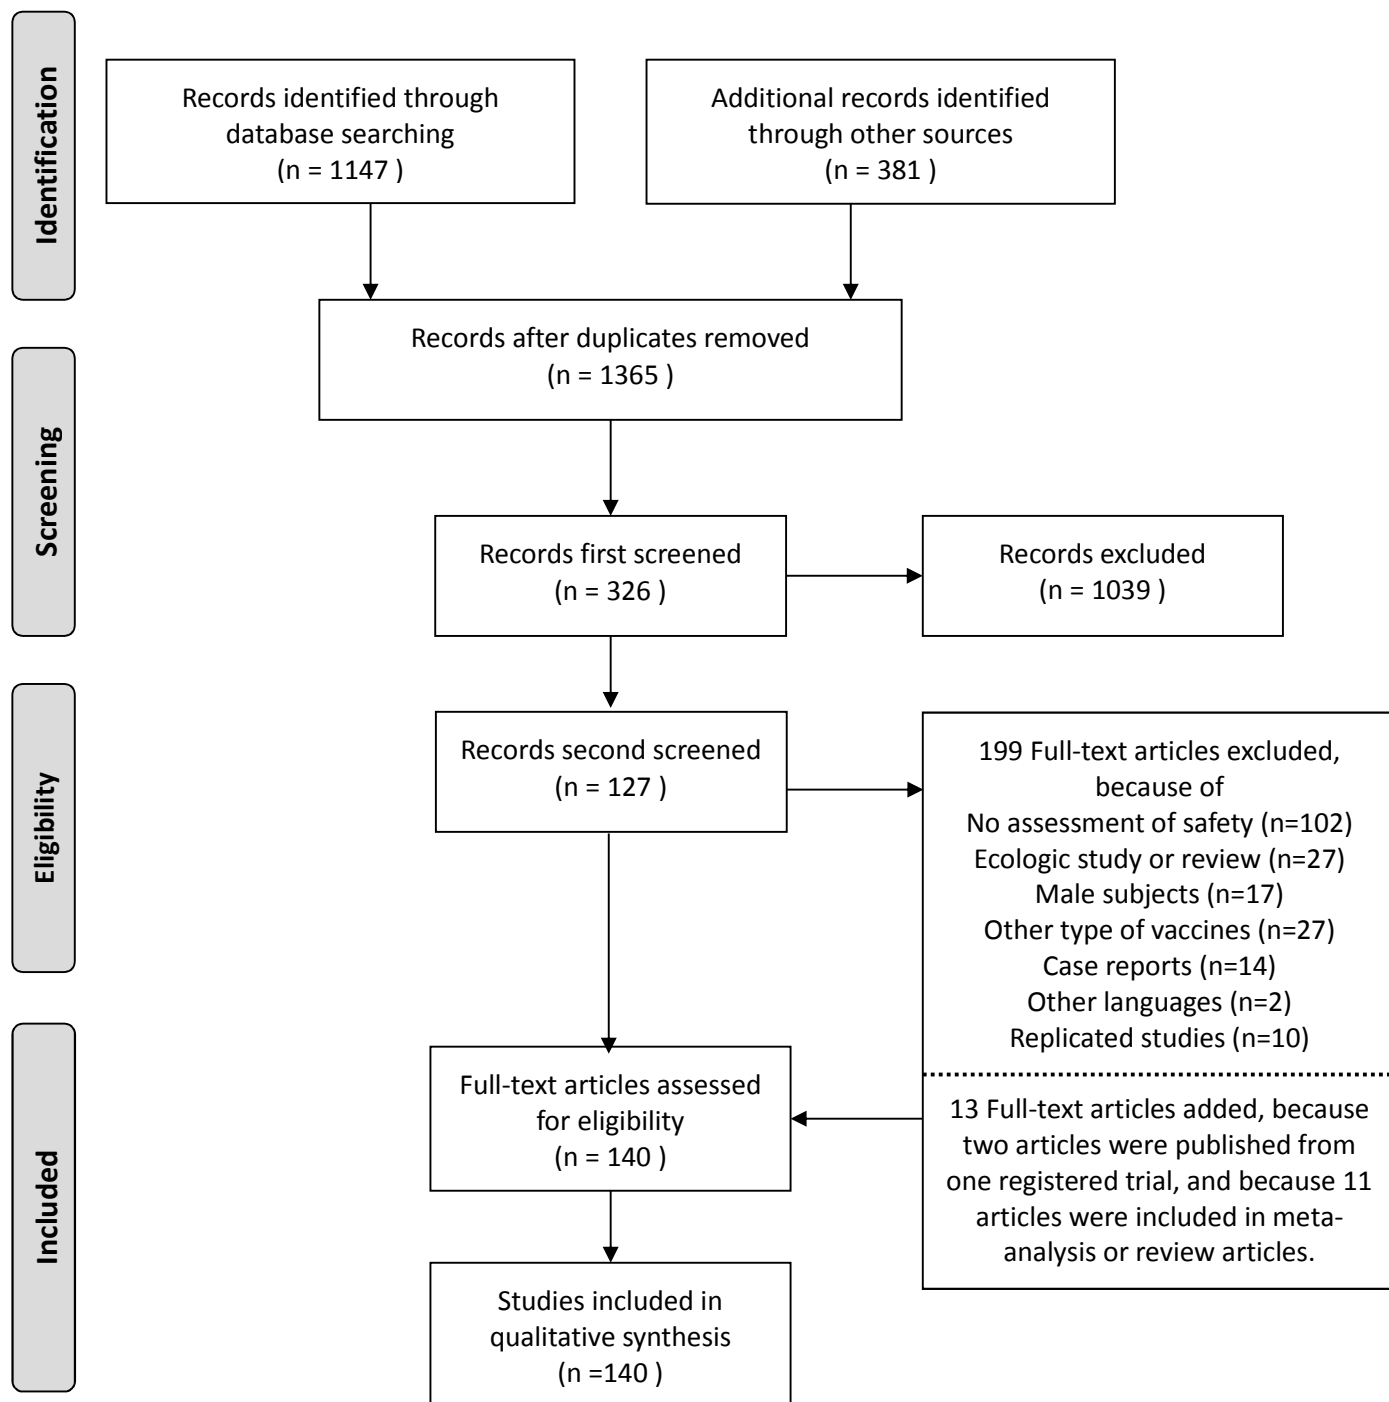 Identification
Records identified through
database searching
(n = 1147 )
Additional records identified
through other sources
(n = 381 )
Records after duplicates removed
(n = 1365 )
Screening
Records first screened
(n = 326 )
Records excluded
(n = 1039 )
Eligibility
Records second screened
(n = 127 )
199 Full-text articles excluded,
because of
No assessment of safety (n=102)
Ecologic study or review (n=27)
Male subjects (n=17)
Other type of vaccines (n=27)
Case reports (n=14)
Other languages (n=2)
Replicated studies (n=10)
13 Full-text articles added, because
two articles were published from
one registered trial, and because 11
articles were included in meta-
analysis or review articles.
Included
Full-text articles assessed
for eligibility
(n = 140 )
Studies included in
qualitative synthesis
(n =140 )